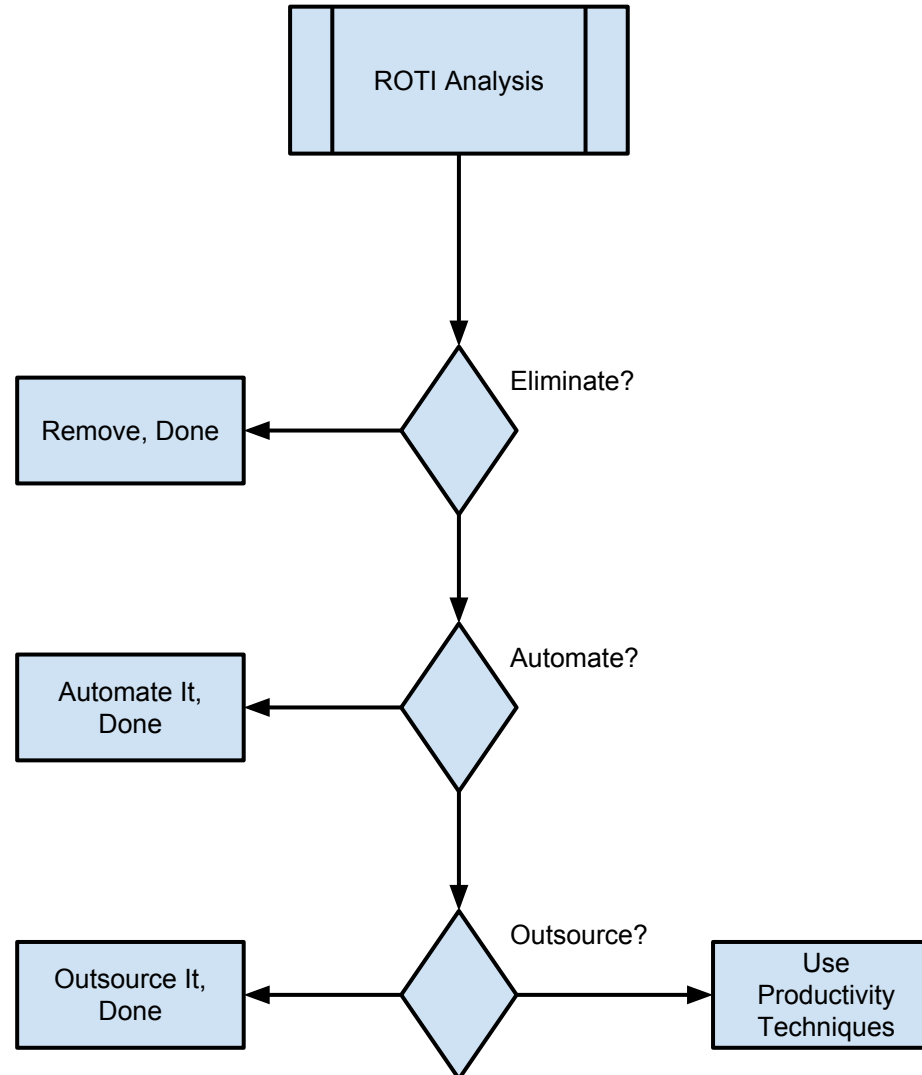 ROTI Analysis
Eliminate?
Remove, Done
Automate?
Automate It,
Done
Outsource?
Outsource It,
Done
Use
Productivity
Techniques